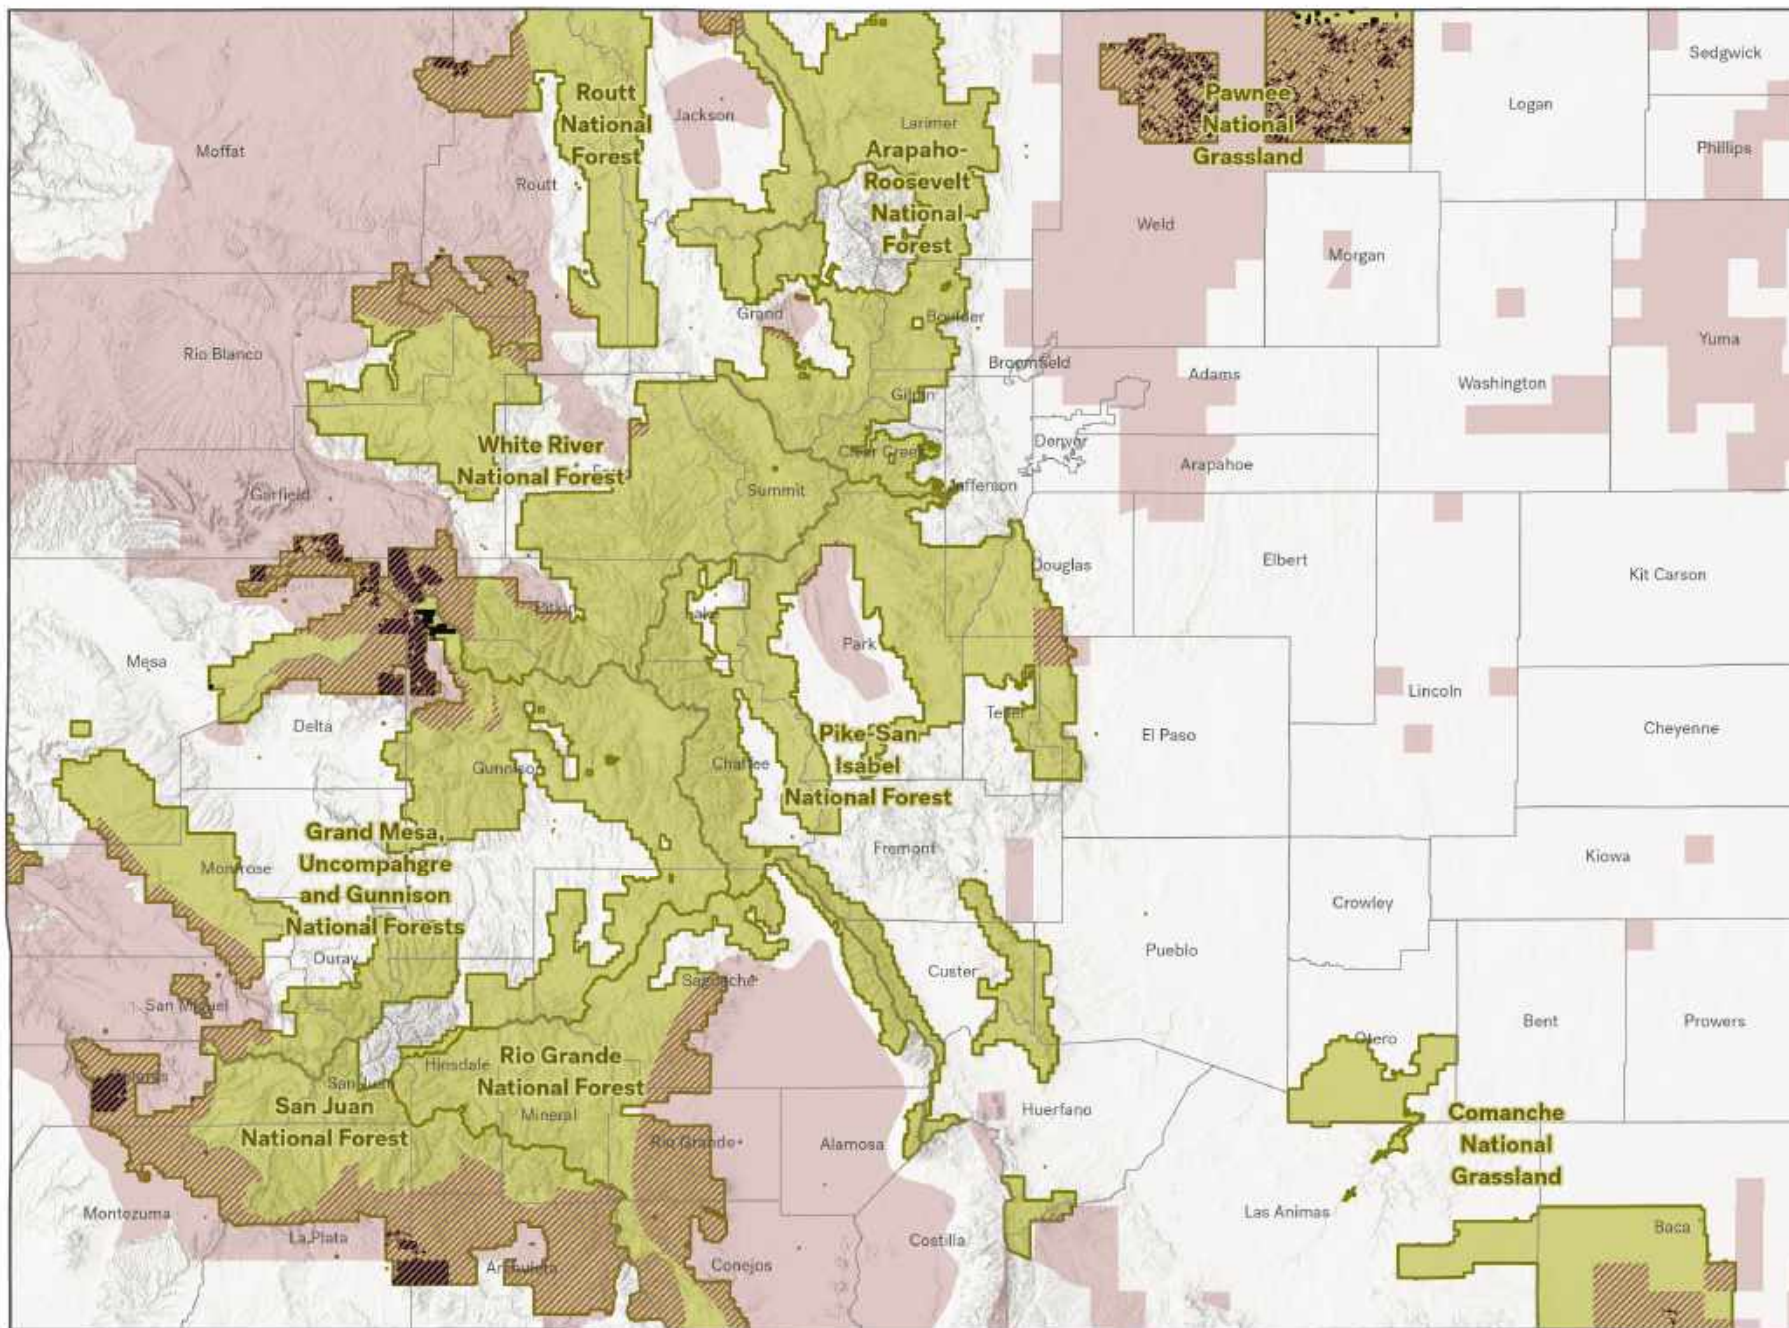 Sedgwick
Routt
National
Forest
Jackson
Larimer
Pawnee
National
Grassland
Logan
Phillips
Moffat
Routt
Arapaho-
Roosevelt
National
Forest
Weld
Morgan
Yuma
Rio Blanco
Grand
Boulder
Broomfield
Adams
Washington
Gilpin
White River
National Forest
Clear Creek
Denver
Arapahoe
Garfield
Summit
Jefferson
Douglas
Elbert
Kit Carson
Mesa
Park
Lincoln
Delta
Teller
El Paso
Cheyenne
Pike-San
Isabel
National Forest
Gunnison
Chaffee
Grand Mesa,
Uncompahgre
and Gunnison
National Forests
Montrose
Fremont
Kiowa
Crowley
Ouray
Saguache
Custer
Pueblo
San Miguel
Bent
Prowers
Otero
Rio Grande
National Forest
Hinsdale
San Juan
San Juan
National Forest
Mineral
Rio Grande
Alamosa
Huerfano
Comanche
National
Grassland
Montezuma
La Plata
Archuleta
Conejos
Costilla
Las Animas
Baca